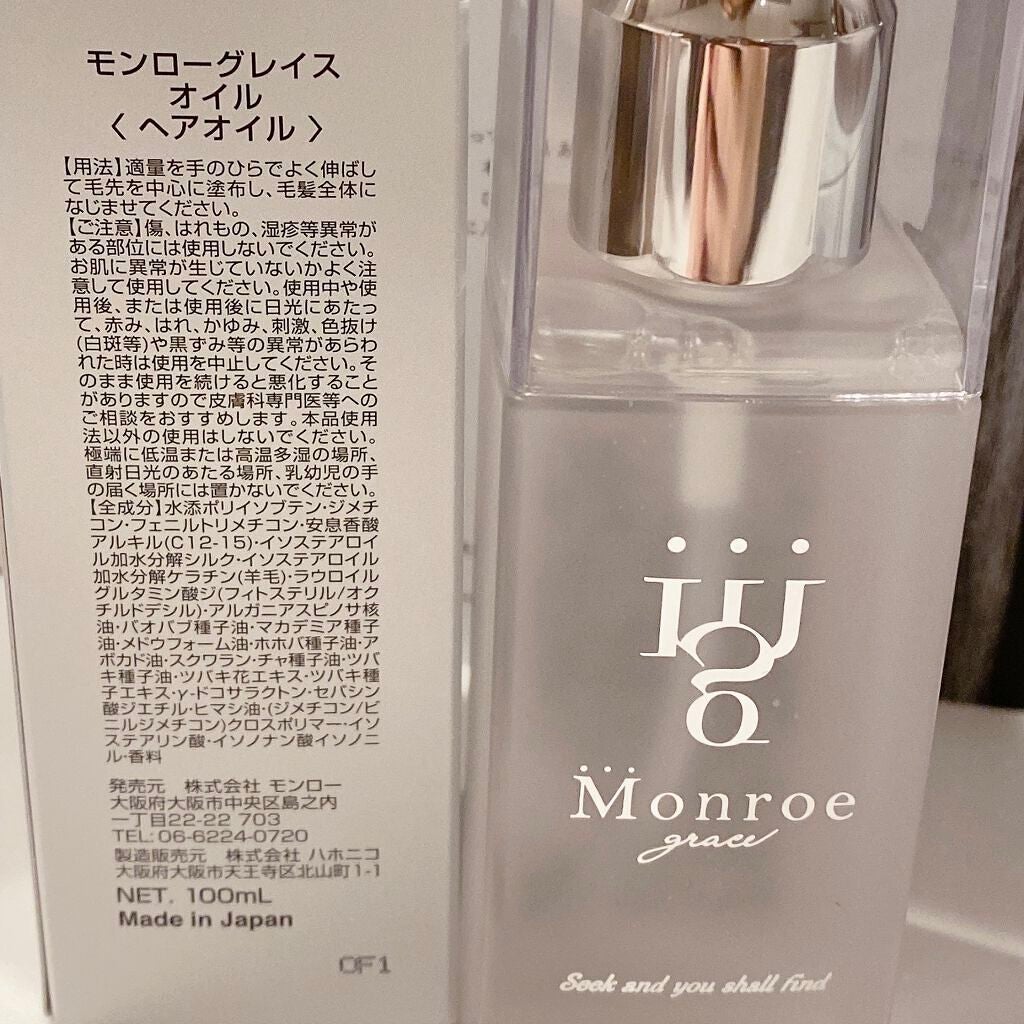 モンローグレイス
オイル
〈 ヘアオイル 〉
【用法】適量を手のひらでよく伸ばし
て毛先を中心に塗布し、毛髪全体に
なじませてください。
【ご注意】傷、はれもの、湿疹等異常が
ある部位には使用しないでください。
お肌に異常が生じていないかよく注
意して使用してください。使用中や使
用後、または使用後に日光にあたっ
て、赤み、はれ、かゆみ、刺激、色抜け
(白斑等)や黒ずみ等の異常があらわ
れた時は使用を中止してください。そ
のまま使用を続けると悪化すること
がありますので皮膚科専門医等への
ご相談をおすすめします。本品使用
法以外の使用はしないでください。
極端に低温または高温多湿の場所、
直射日光のあたる場所、乳幼児の手
の届く場所には置かないでください。
【全成分】水添ポリイソブテン・ジメチ
コン・フェニルトリメチコン・安息香酸
アルキル(C12-15)・イソステアロイ
ル加水分解シルク・イソステアロイル
加水分解ケラチン(羊毛)・ラウロイル
グルタミン酸ジ(フィトステリル/オク
チルドデシル)・アルガニアスピノサ核
油・バオバブ種子油・マカデミア種子
油・メドウフォーム油・ホホバ種子油・ア
ボカド油・スクワラン・チャ種子油・ツバ
キ種子油・ツバキ花エキス・ツバキ種
子エキス・γ-ドコサラクトン・セバシン
酸ジエチル・ヒマシ油・(ジメチコン/ビ
ニルジメチコン)クロスポリマー・イソ
ステアリン酸・イソノナン酸イソノニ
ル・香料
発売元 株式会社 モンロー
大阪府大阪市中央区島之内
一丁目22-22 703
TEL: 06-6224-0720
製造販売元 株式会社 ハホニコ
大阪府大阪市天王寺区北山町1-1
NET. 100mL
Made in Japan
OF1
Monroe
grace
Seek and you shall find